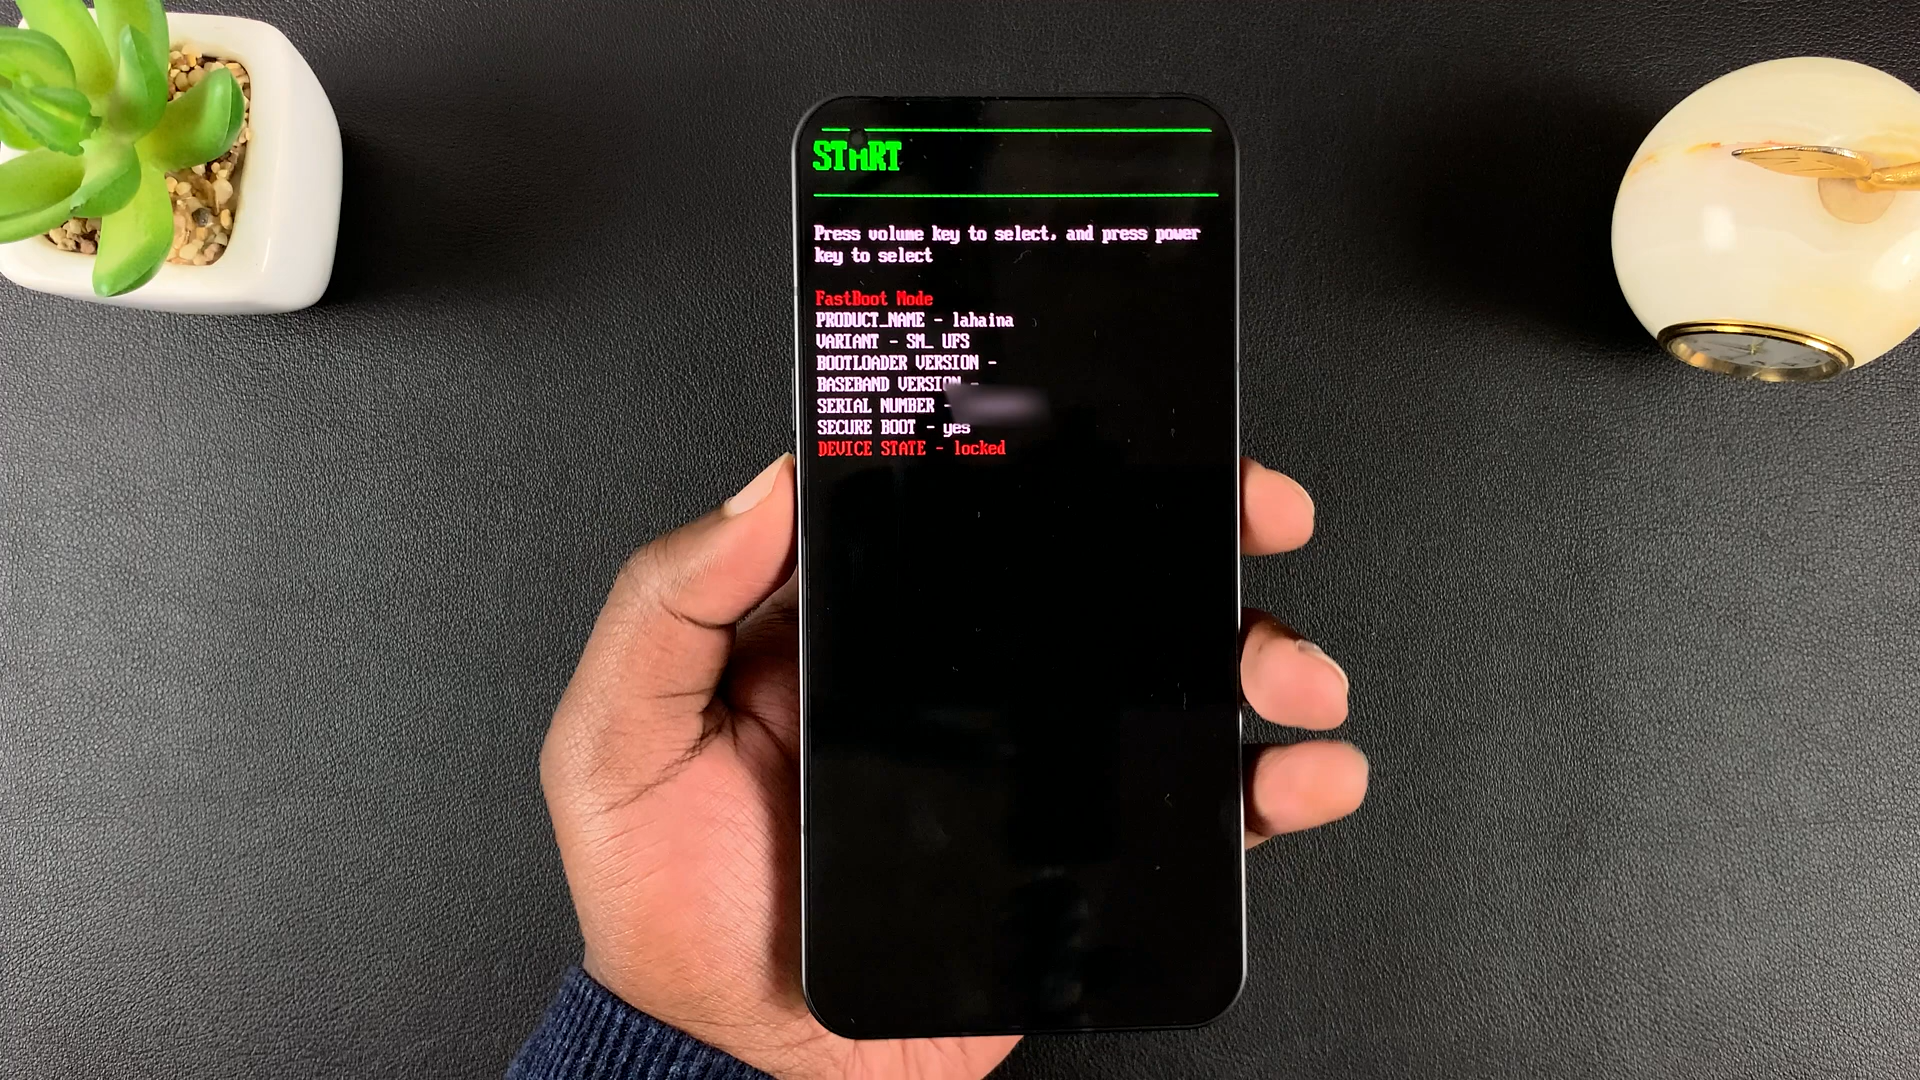 START
Press volume key to select, and press power
key to select
FastBoot Mode
PRODUCT_NAME - lahaina
VARIANT - SM_ UFS
BOOTLOADER VERSION -
BASEBAND VERSION -
SERIAL NUMBER -
SECURE BOOT - yes
DEVICE STATE - locked